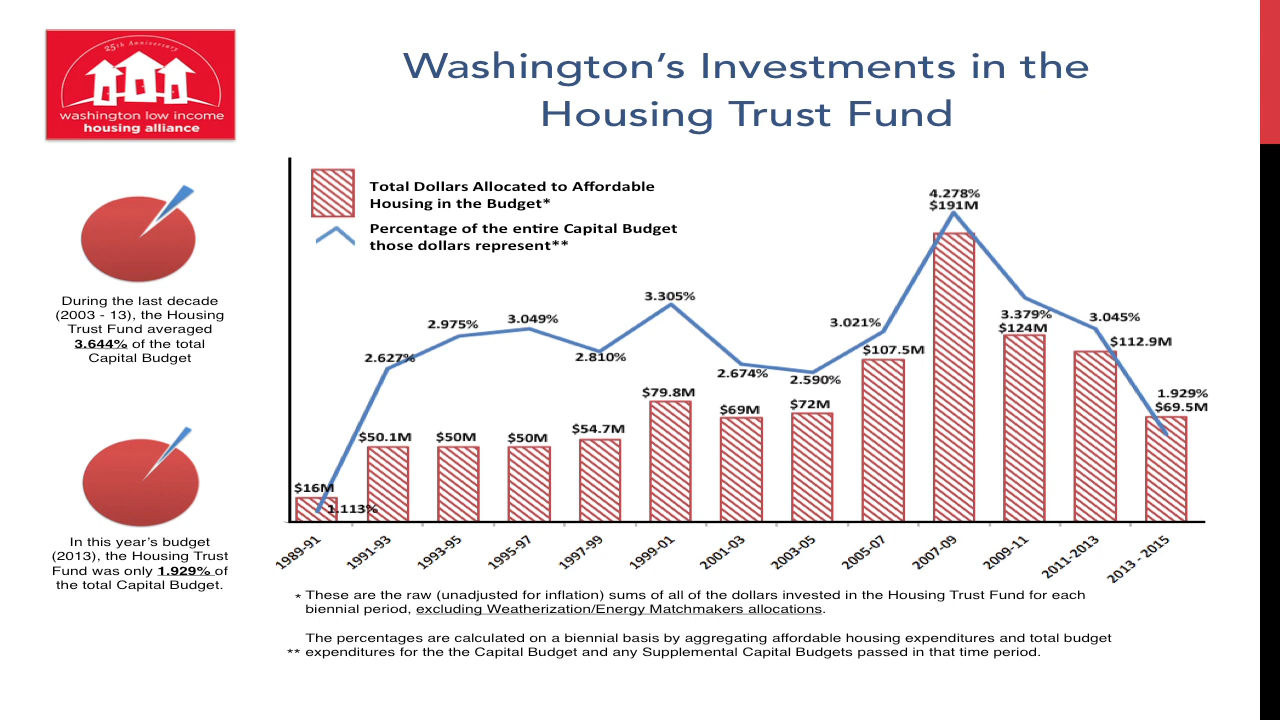 25th Anniversary
washington low income
housing alliance
Washington's Investments in the
Housing Trust Fund
During the last decade
(2003 - 13), the Housing
Trust Fund averaged
3.644% of the total
Capital Budget
In this year's budget
(2013), the Housing Trust
Fund was only 1.929% of
the total Capital Budget.
Total Dollars Allocated to Affordable
Housing in the Budget*
Percentage of the entire Capital Budget
those dollars represent**
$16M
1.113%
2.627%
$50.1M
2.975%
$50M
3.049%
$50M
2.810%
$54.7M
3.305%
$79.8M
2.674%
$69M
2.590%
$72M
3.021%
$107.5M
4.278%
$191M
3.379%
$124M
3.045%
$112.9M
1.929%
$69.5M
1989-91
1991-93
1993-95
1995-97
1997-99
1999-01
2001-03
2003-05
2005-07
2007-09
2009-11
2011-2013
2013 - 2015
* These are the raw (unadjusted for inflation) sums of all of the dollars invested in the Housing Trust Fund for each
biennial period, excluding Weatherization/Energy Matchmakers allocations.
The percentages are calculated on a biennial basis by aggregating affordable housing expenditures and total budget
** expenditures for the the Capital Budget and any Supplemental Capital Budgets passed in that time period.